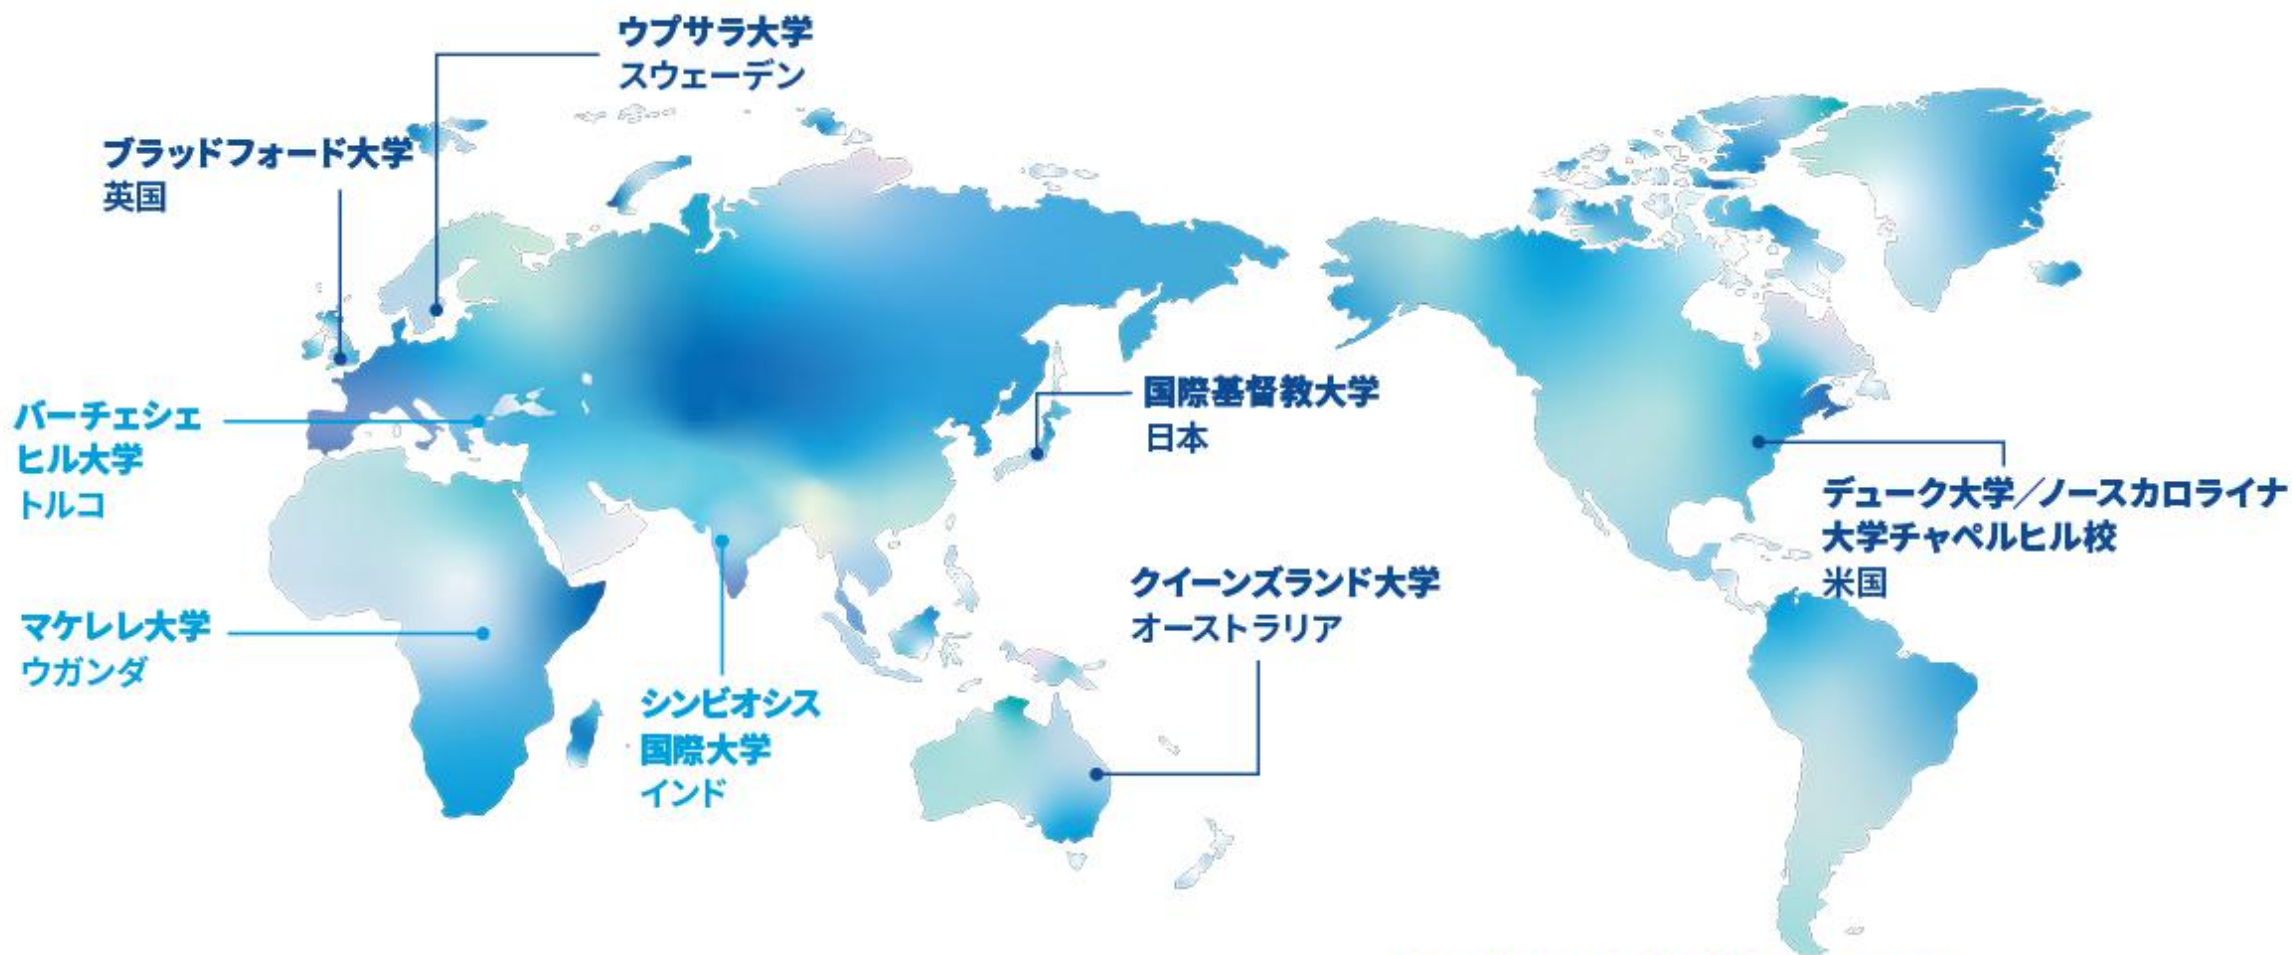 ウプサラ大学
スウェーデン
ブラッドフォード大学
英国
バーチェシェ
ヒル大学
トルコ
国際基督教大学
日本
デューク大学／ノースカロライナ
大学チャペルヒル校
米国
クイーンズランド大学
オーストラリア
マケレレ大学
ウガンダ
シンビオシス
国際大学
インド